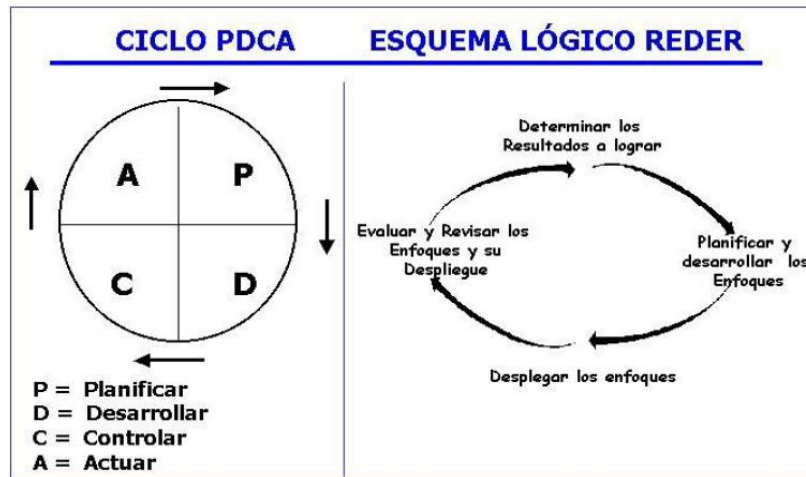 CICLO PDCA
A
P
C
D
P = Planificar
D = Desarrollar
C = Controlar
A = Actuar
ESQUEMA LÓGICO REDER
Determinar los
Resultados a lograr
Evaluar y Revisar los
Enfoques y su
Despliegue
Planificar y
desarrollar los
Enfoques
Desplegar los enfoques